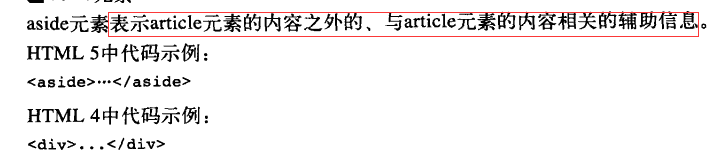 aside元素表示article元素的内容之外的、与article元素的内容相关的辅助信息。
HTML 5中代码示例：
<aside>…</aside>
HTML 4中代码示例：
<div>...</div>